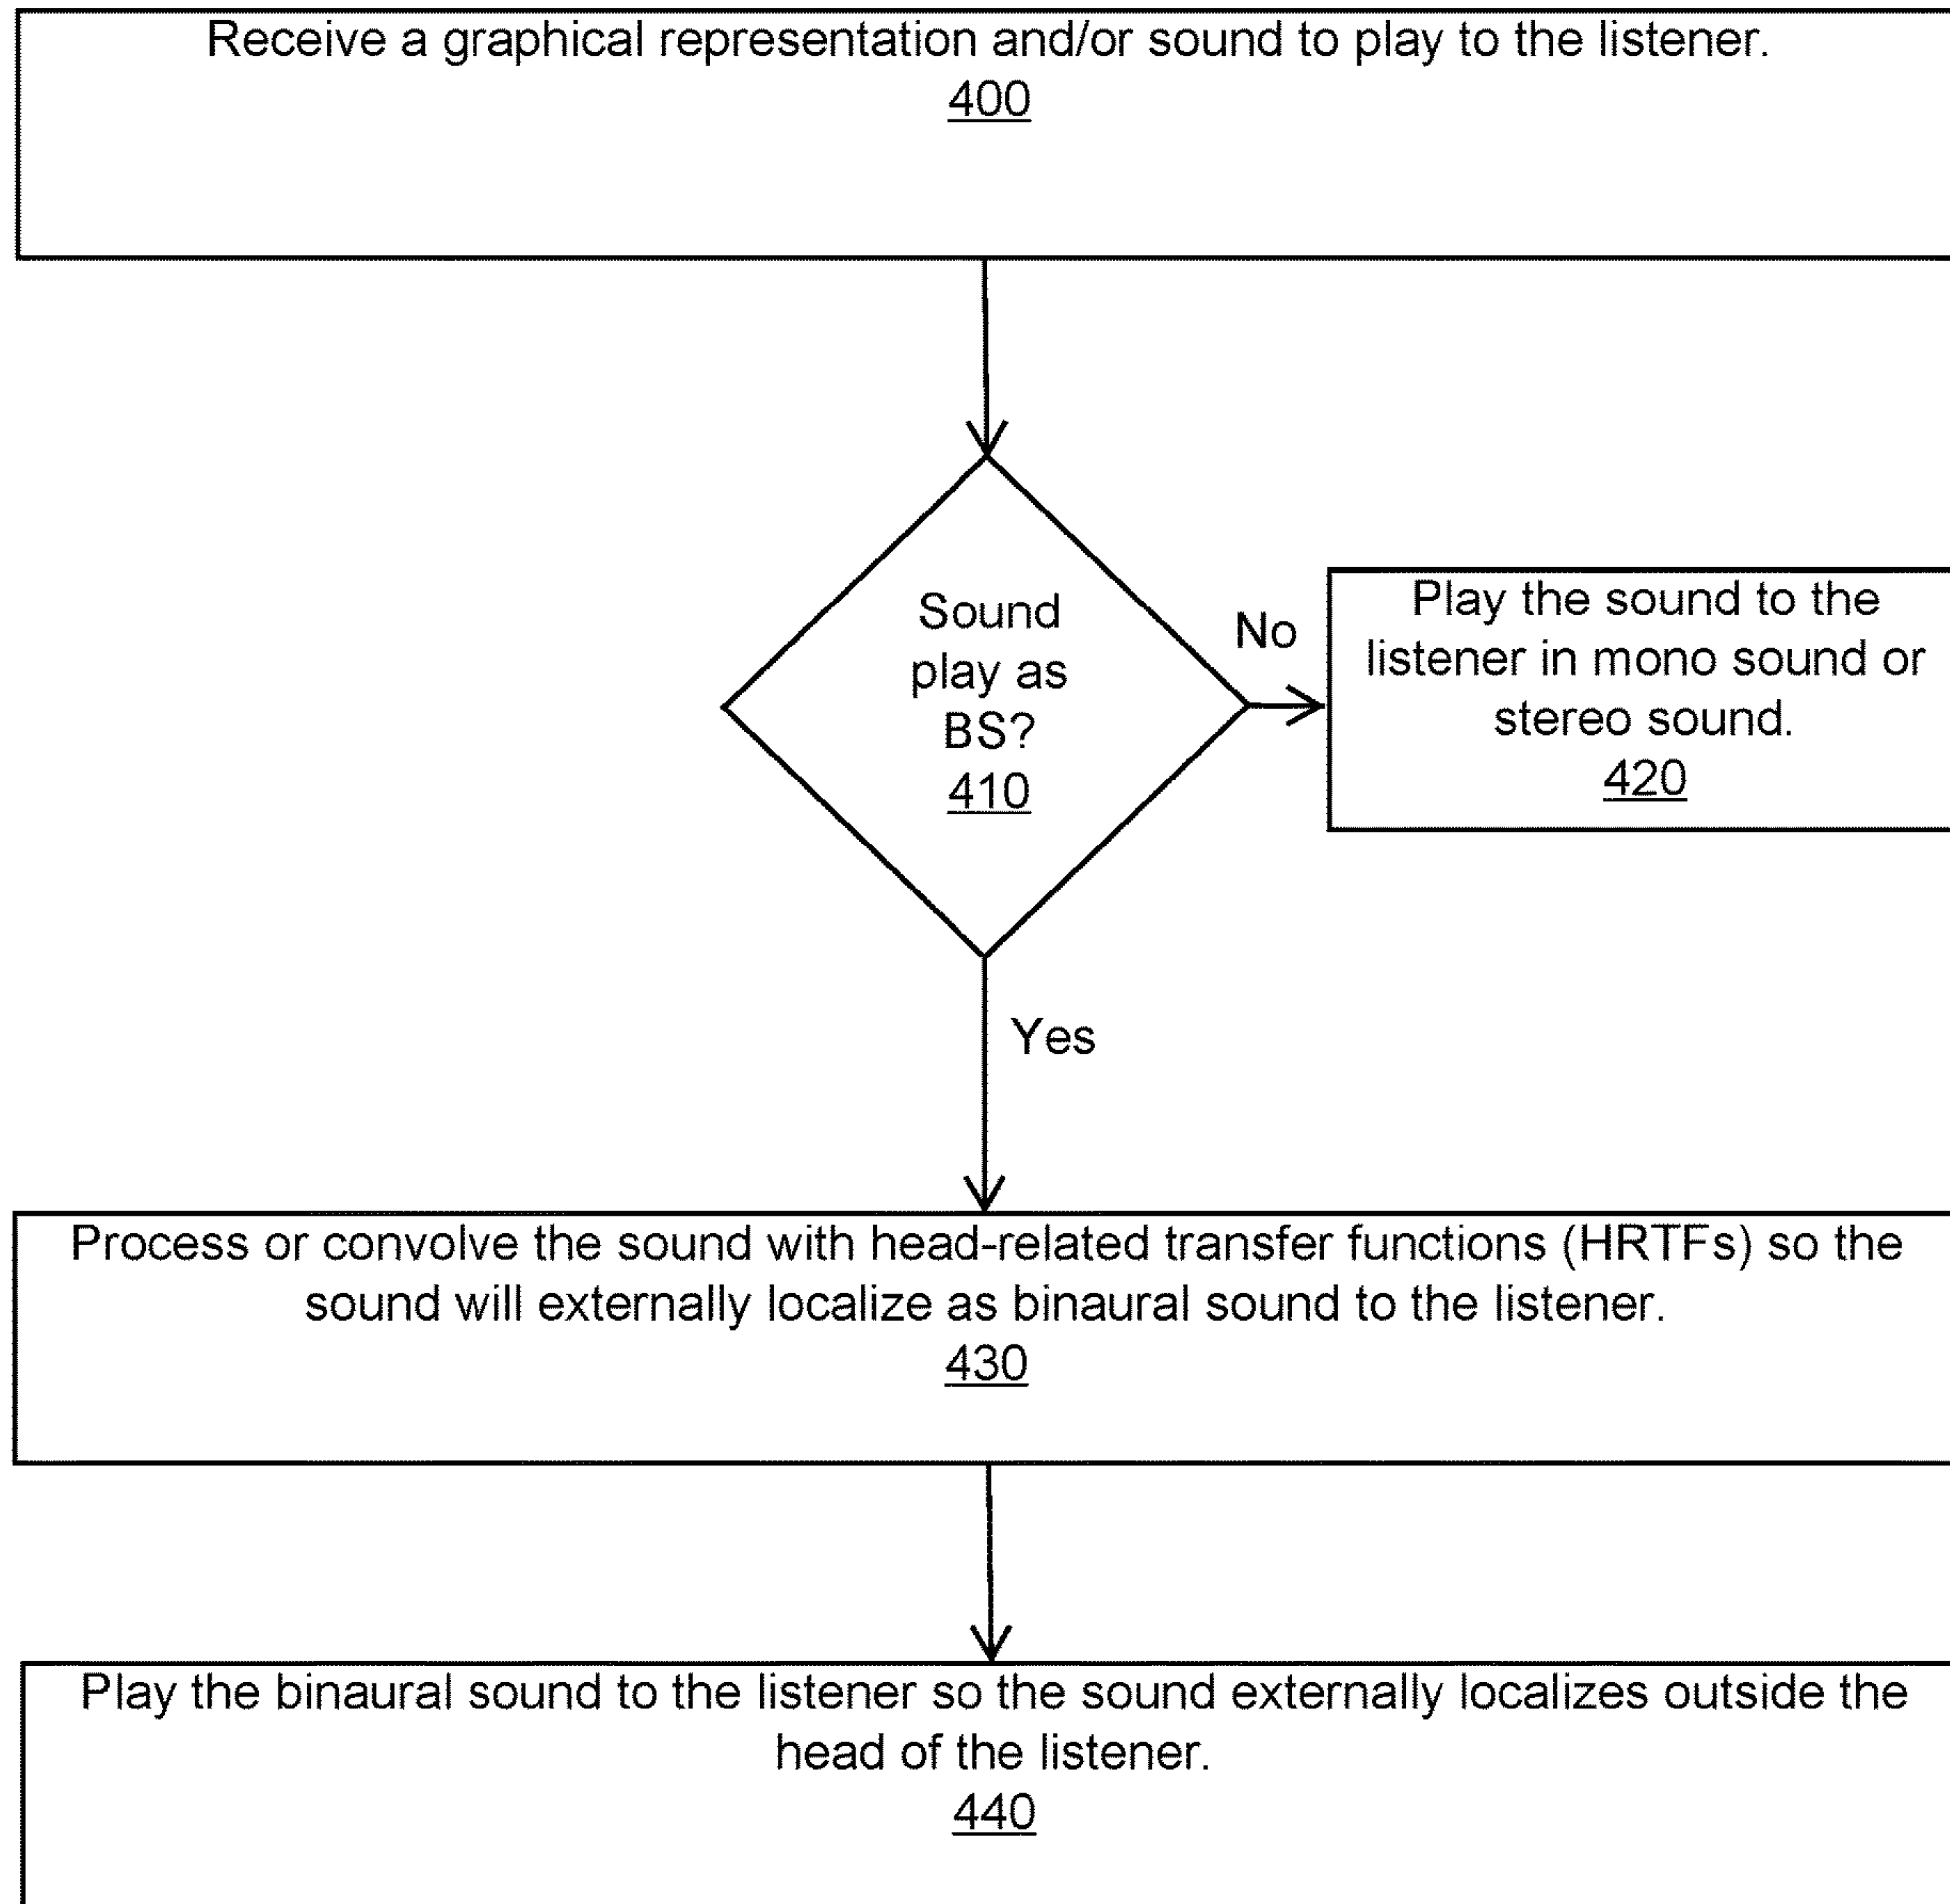 Receive a graphical representation and/or sound to play to the listener.
400
Sound
play as
BS?
410
No
Play the sound to the
listener in mono sound or
stereo sound.
420
Yes
Process or convolve the sound with head-related transfer functions (HRTFs) so the
sound will externally localize as binaural sound to the listener.
430
Play the binaural sound to the listener so the sound externally localizes outside the
head of the listener.
440